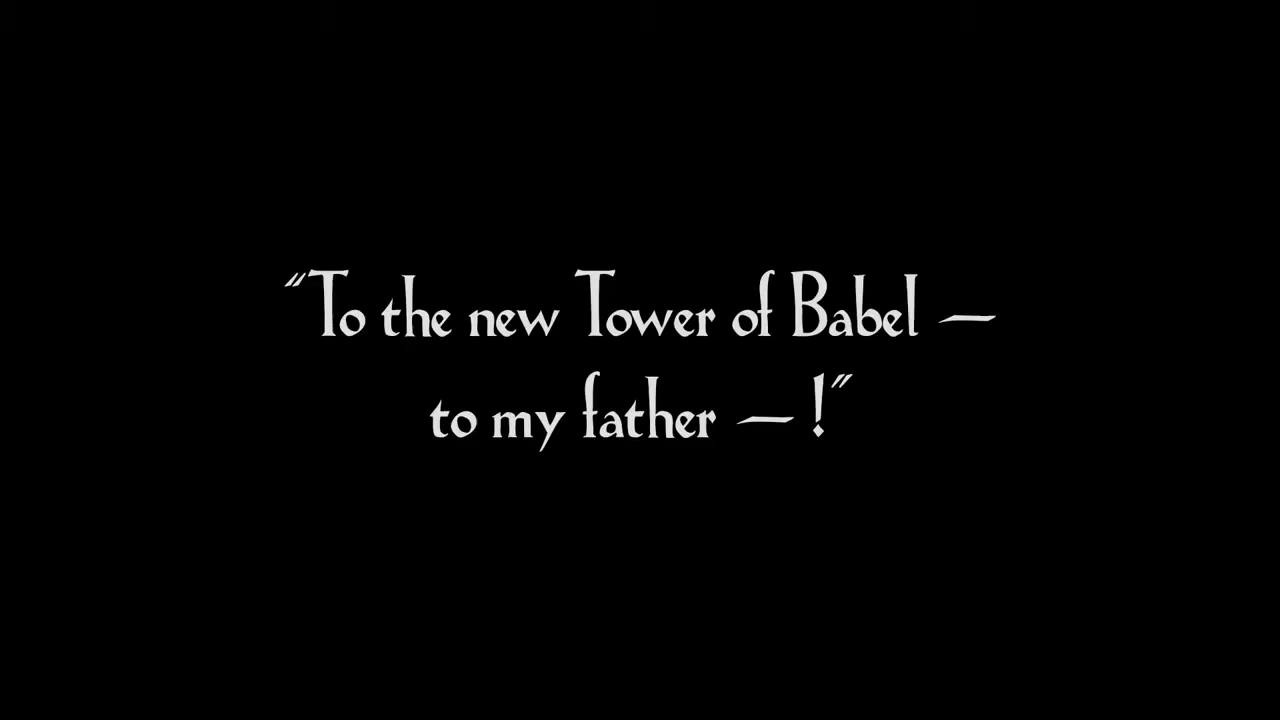 "To the new Tower of Babel —
to my father — !"